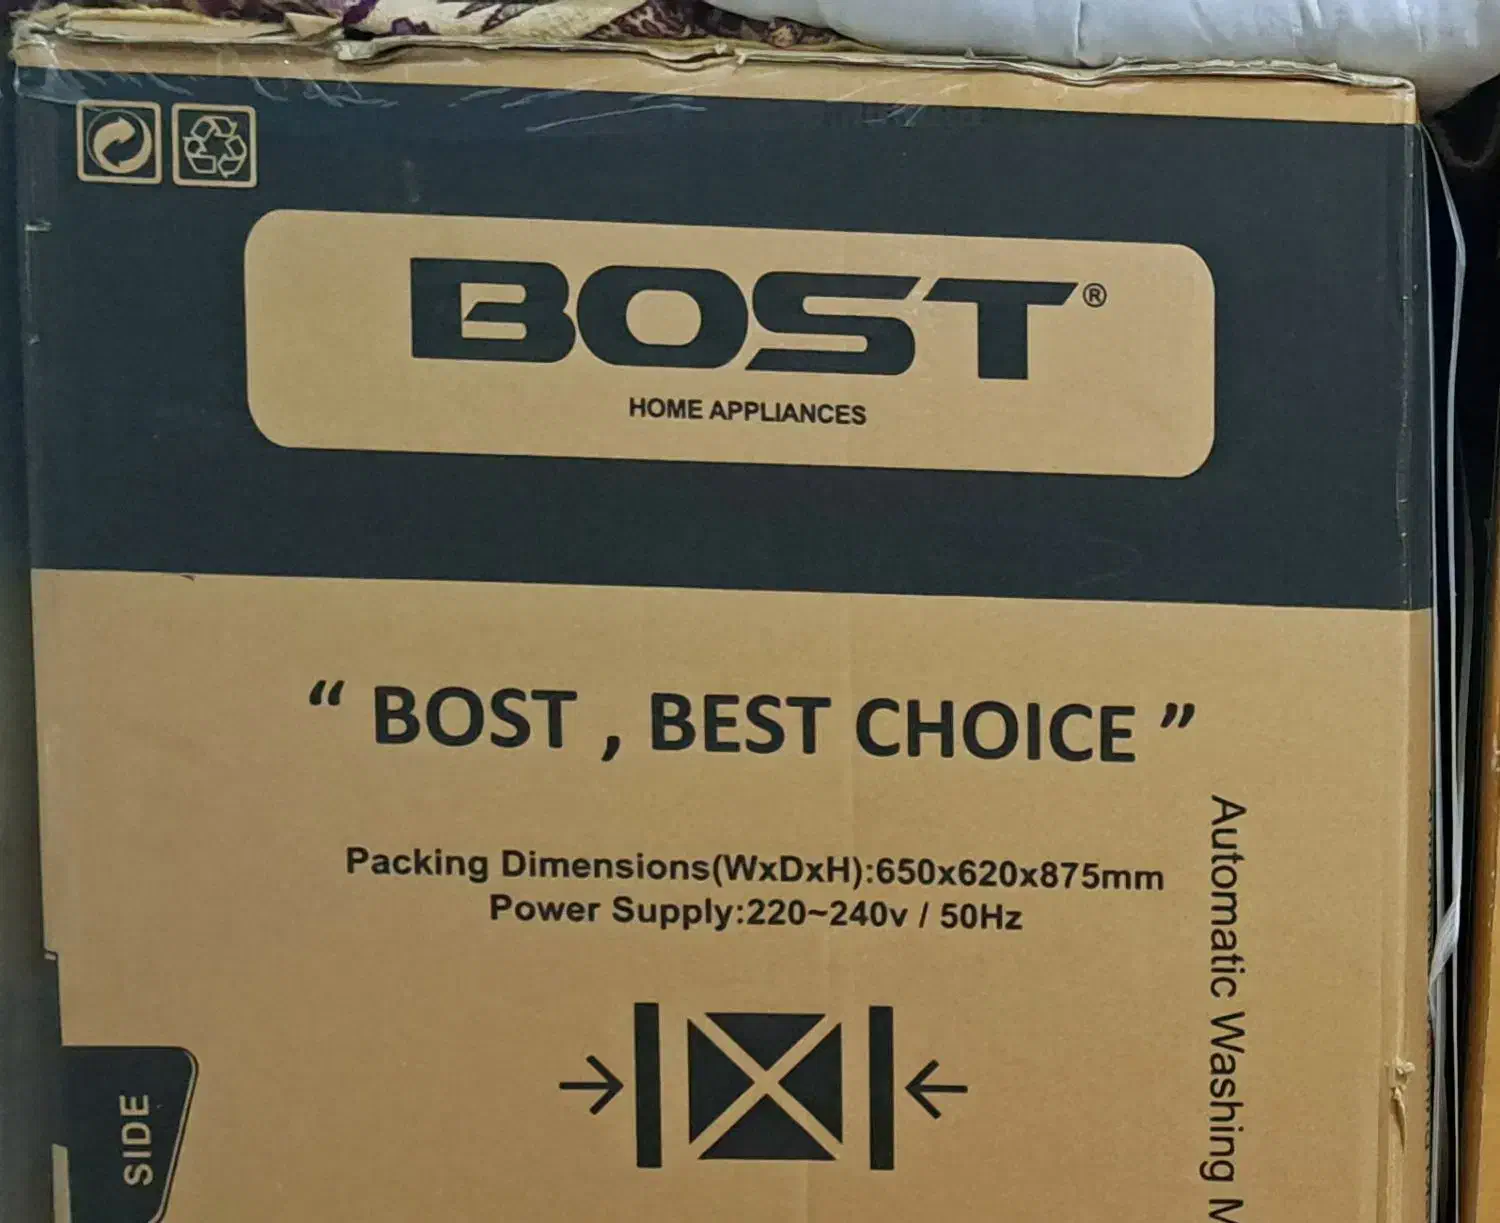 BOST®
HOME APPLIANCES
“ BOST , BEST CHOICE ”
Packing Dimensions(WxDxH):650x620x875mm
Power Supply:220~240v / 50Hz
Automatic Washing M
SIDE